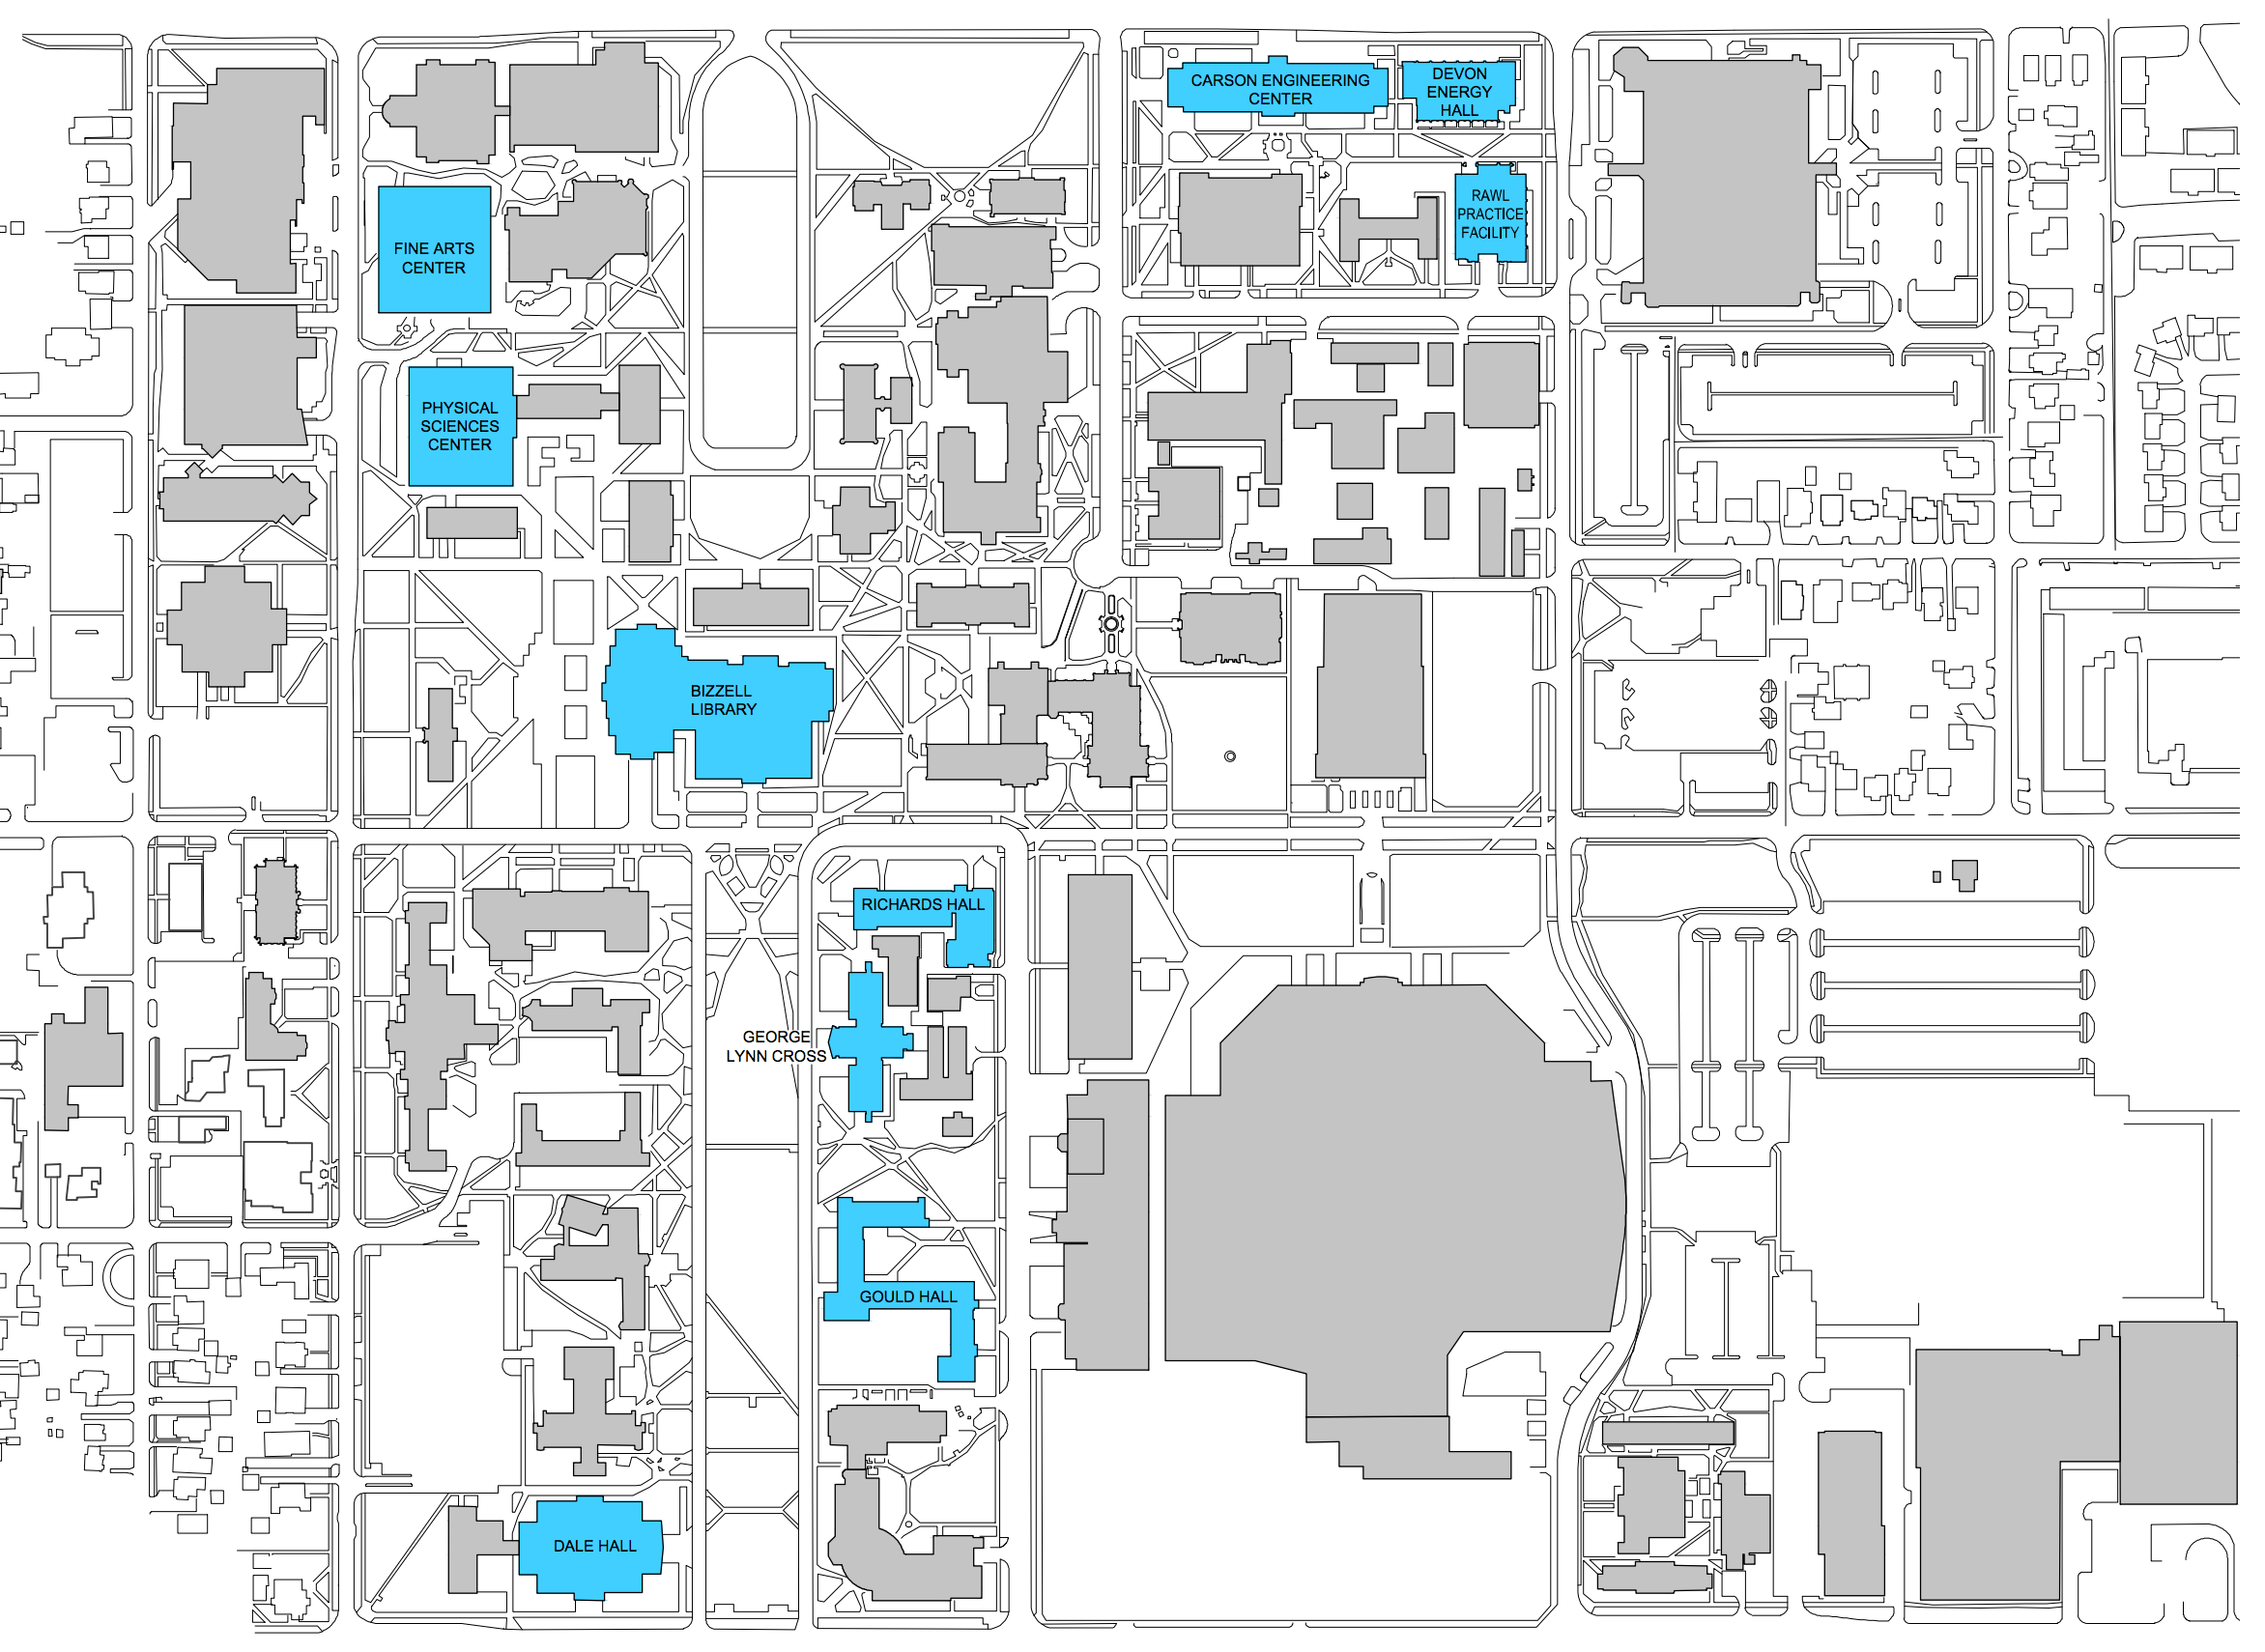 CARSON ENGINEERING
CENTER
DEVON
ENERGY
HALL
RAWL
PRACTICE
FACILITY
FINE ARTS
CENTER
PHYSICAL
SCIENCES
CENTER
BIZZELL
LIBRARY
RICHARDS HALL
GEORGE
LYNN CROSS
GOULD HALL
DALE HALL